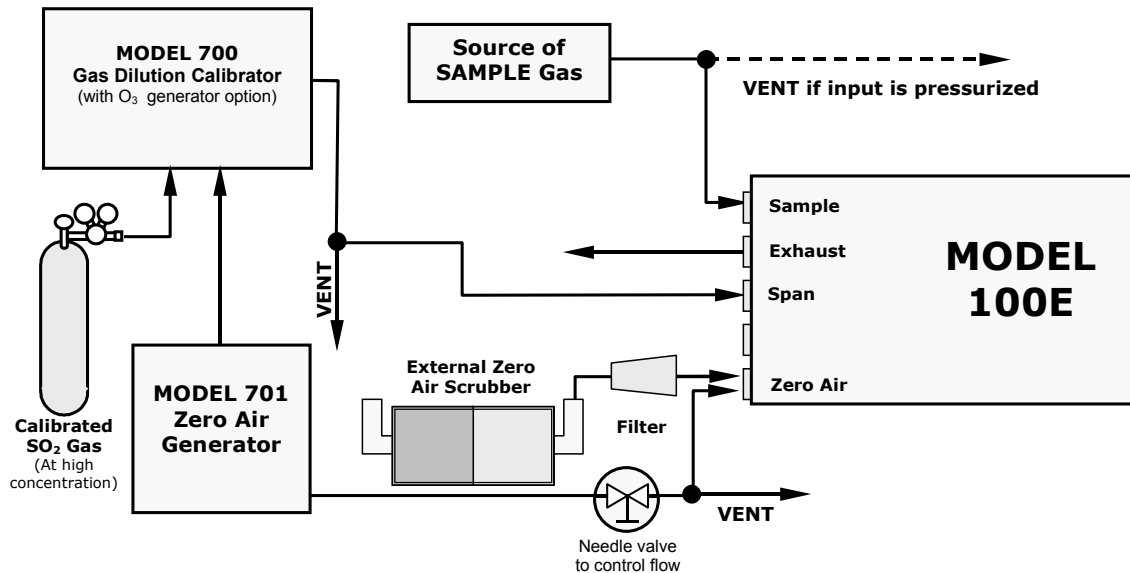 MODEL 700
Gas Dilution Calibrator
(with O₃ generator option)
Source of
SAMPLE Gas
VENT if input is pressurized
Sample
Exhaust
Span
Zero Air
MODEL
100E
VENT
External Zero
Air Scrubber
Filter
MODEL 701
Zero Air
Generator
Calibrated
SO₂ Gas
(At high
concentration)
VENT
Needle valve
to control flow